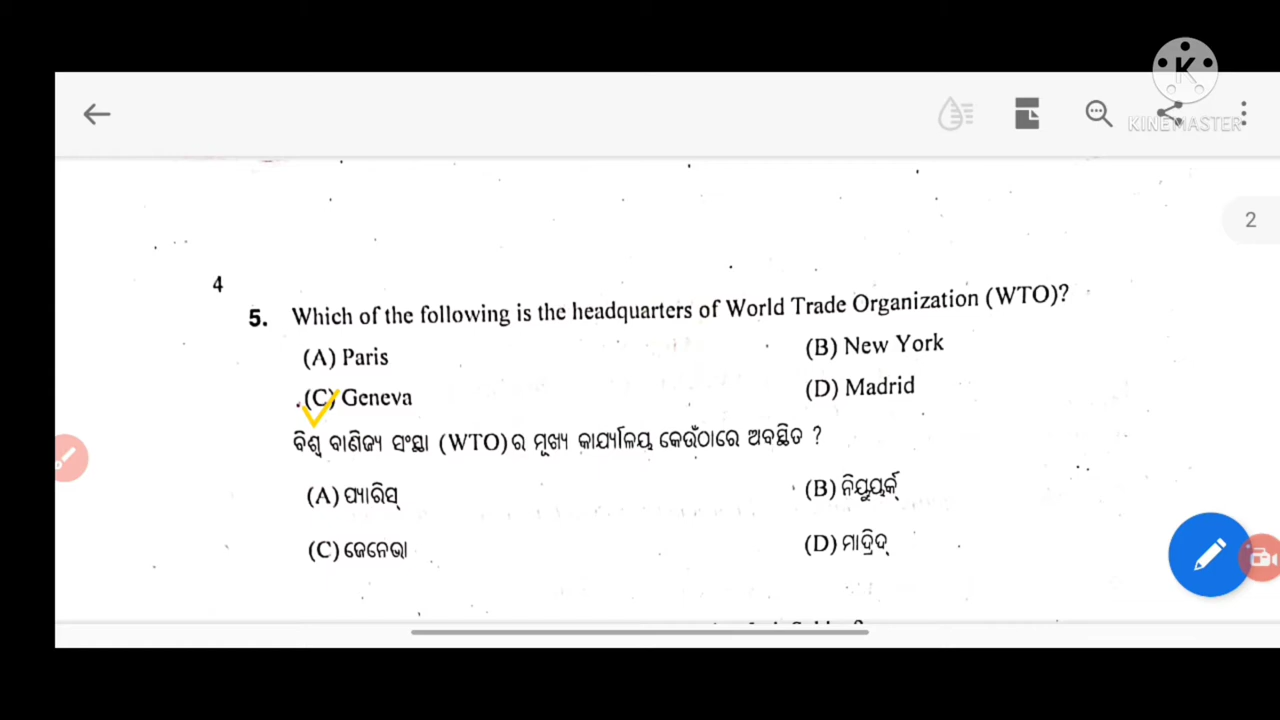 K
KINEMASTER
2
4
5. Which of the following is the headquarters of World Trade Organization (WTO)?
(A) Paris (B) New York
(C) Geneva (D) Madrid
ବିଶ୍ୱ ବାଣିଜ୍ୟ ସଂସ୍ଥା (WTO) ର ମୂଖ୍ୟ କାର୍ଯ୍ୟାଳୟ କେଉଁଠାରେ ଅବସ୍ଥିତ ?
(A) ପ୍ୟାରିସ୍ (B) ନିୟୁୟର୍କ୍
(C) ଜେନେଭା (D) ମାଦ୍ରିଦ୍